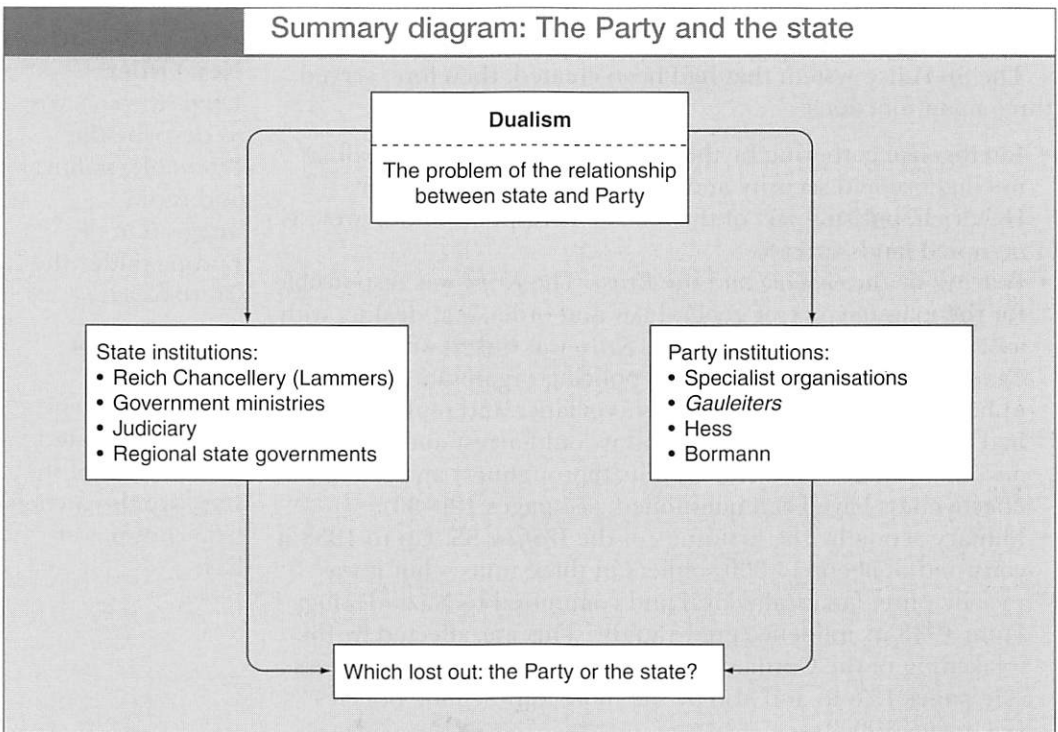 Summary diagram: The Party and the state
Dualism
The problem of the relationship
between state and Party
State institutions:
• Reich Chancellery (Lammers)
• Government ministries
• Judiciary
• Regional state governments
Party institutions:
• Specialist organisations
• Gauleiters
• Hess
• Bormann
Which lost out: the Party or the state?